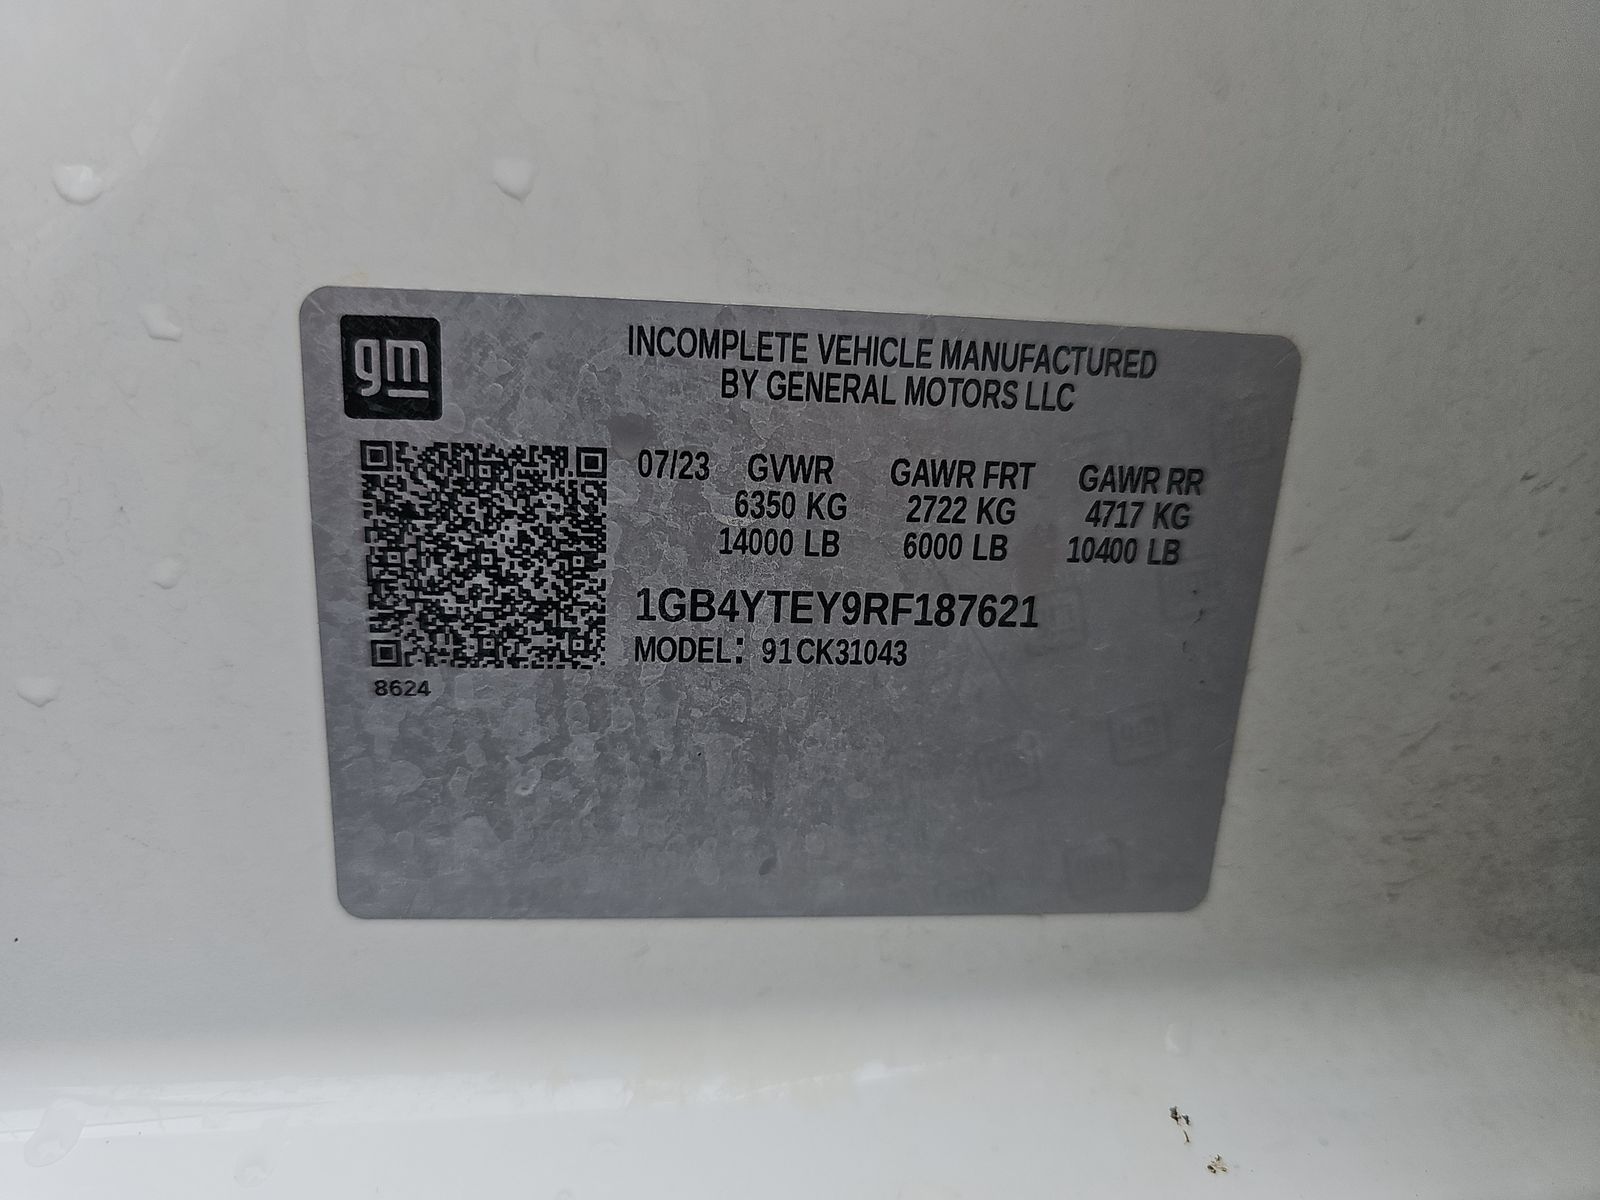 gm
INCOMPLETE VEHICLE MANUFACTURED
BY GENERAL MOTORS LLC
07/23 GVWR GAWR FRT GAWR RR
6350 KG 2722 KG 4717 KG
14000 LB 6000 LB 10400 LB
1GB4YTEY9RF187621
MODEL: 91CK31043
8624